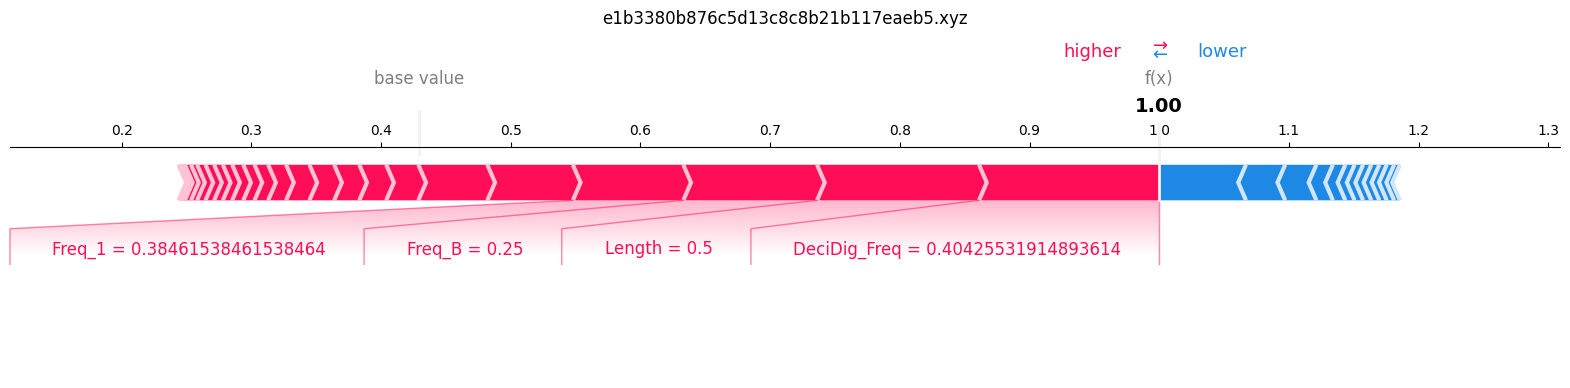 e1b3380b876c5d13c8c8b21b117eaeb5.xyz
higher ⇄ lower
base value
f(x)
1.00
0.2 0.3 0.4 0.5 0.6 0.7 0.8 0.9 1.0 1.1 1.2 1.3
Freq_1 = 0.38461538461538464
Freq_B = 0.25
Length = 0.5
DeciDig_Freq = 0.40425531914893614